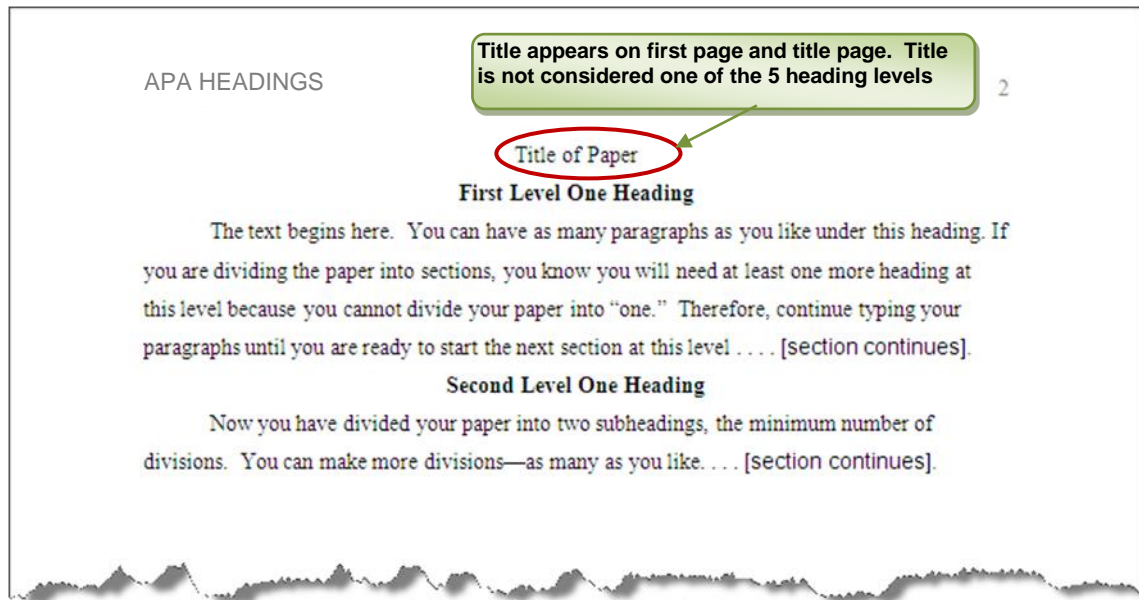 Title appears on first page and title page.  Title
is not considered one of the 5 heading levels
APA HEADINGS
2
Title of Paper
First Level One Heading
The text begins here.  You can have as many paragraphs as you like under this heading. If
you are dividing the paper into sections, you know you will need at least one more heading at
this level because you cannot divide your paper into “one.”  Therefore, continue typing your
paragraphs until you are ready to start the next section at this level . . . . [section continues].
Second Level One Heading
Now you have divided your paper into two subheadings, the minimum number of
divisions.  You can make more divisions—as many as you like. . . . [section continues].